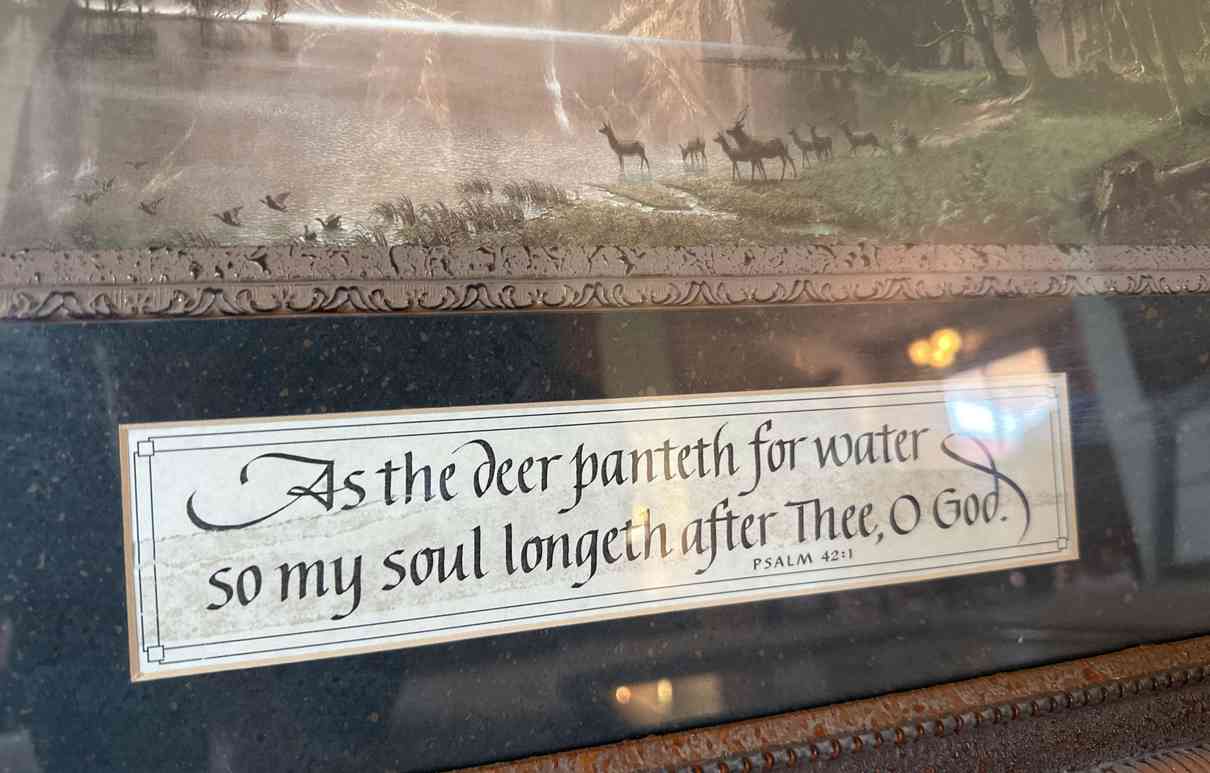 As the deer panteth for water
so my soul longeth after Thee, O God.
PSALM 42:1